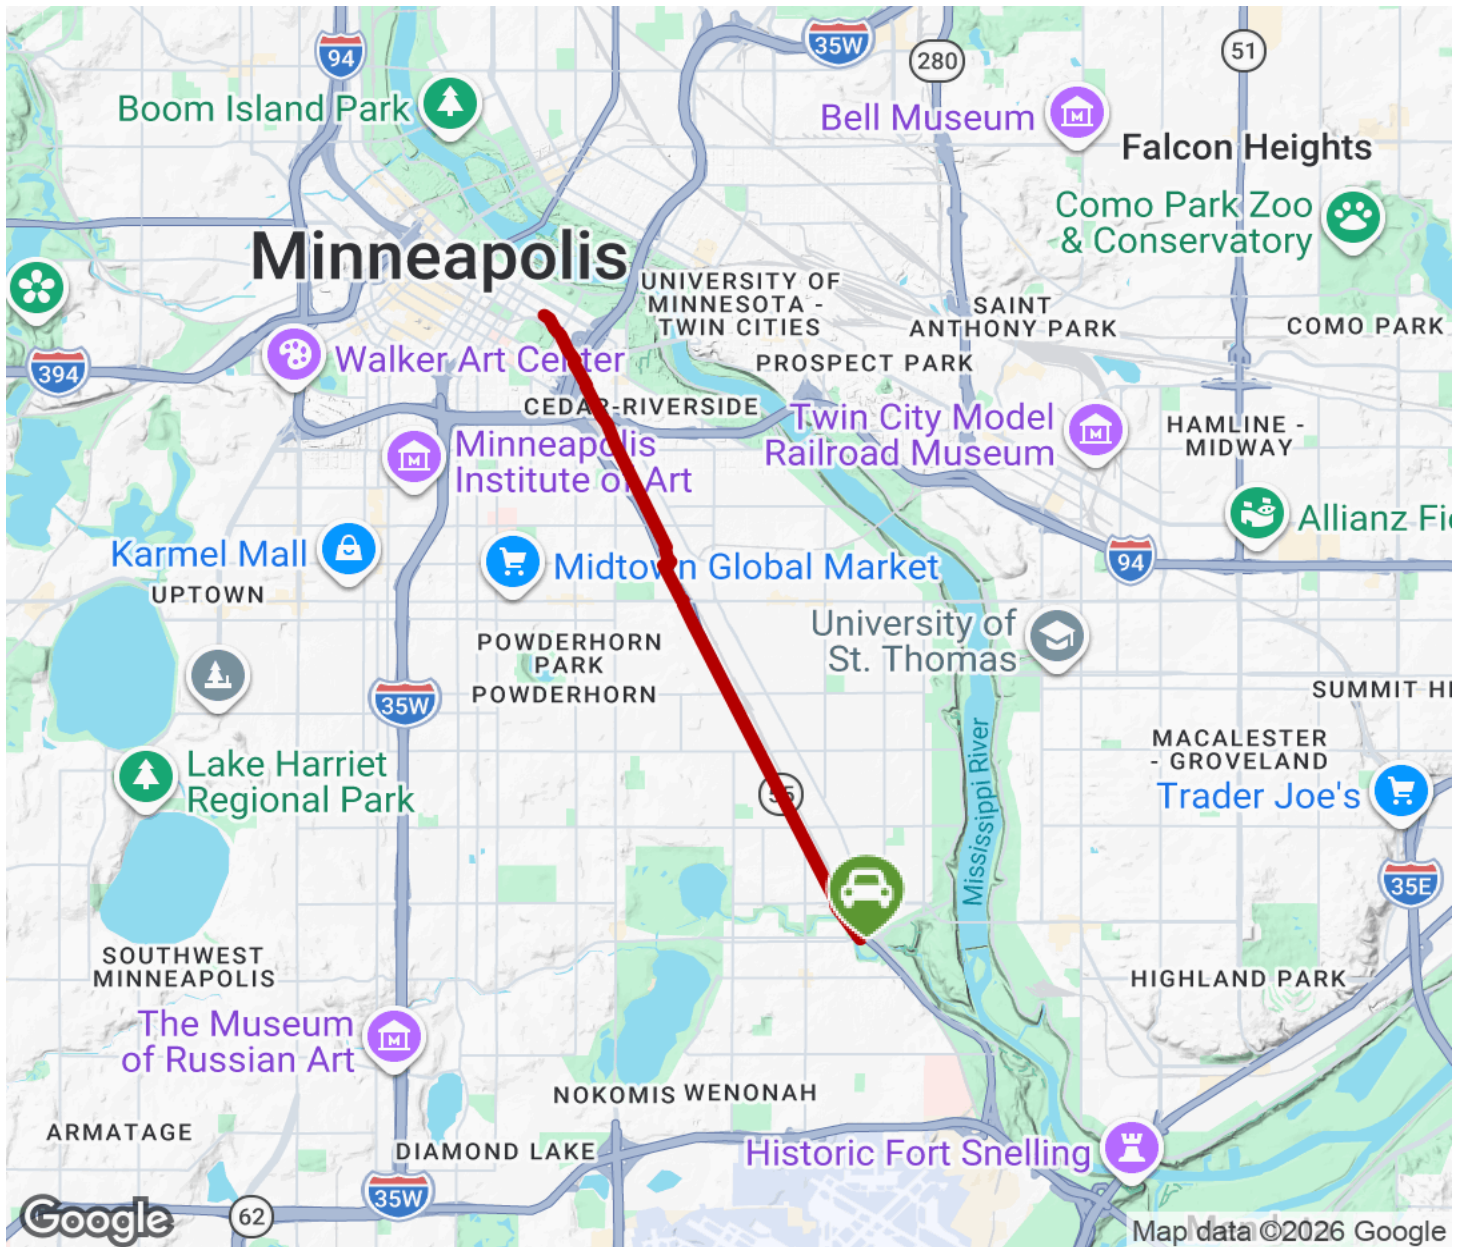 94
35W
280
51
Boom Island Park
Bell Museum
Falcon Heights
Como Park Zoo
& Conservatory
Minneapolis
UNIVERSITY OF
MINNESOTA -
TWIN CITIES
SAINT
ANTHONY PARK
COMO PARK
394
Walker Art Center
PROSPECT PARK
CEDAR-RIVERSIDE
Twin City Model
Railroad Museum
HAMLINE -
MIDWAY
Minneapolis
Institute of Art
Allianz Fi
Karmel Mall
Midtown Global Market
94
UPTOWN
University of
St. Thomas
POWDERHORN
PARK
POWDERHORN
35W
SUMMIT H
Mississippi River
MACALESTER
- GROVELAND
Lake Harriet
Regional Park
55
Trader Joe's
35E
SOUTHWEST
MINNEAPOLIS
HIGHLAND PARK
The Museum
of Russian Art
NOKOMIS
WENONAH
ARMATAGE
DIAMOND LAKE
Historic Fort Snelling
35W
62
Google
Map data ©2026 Google